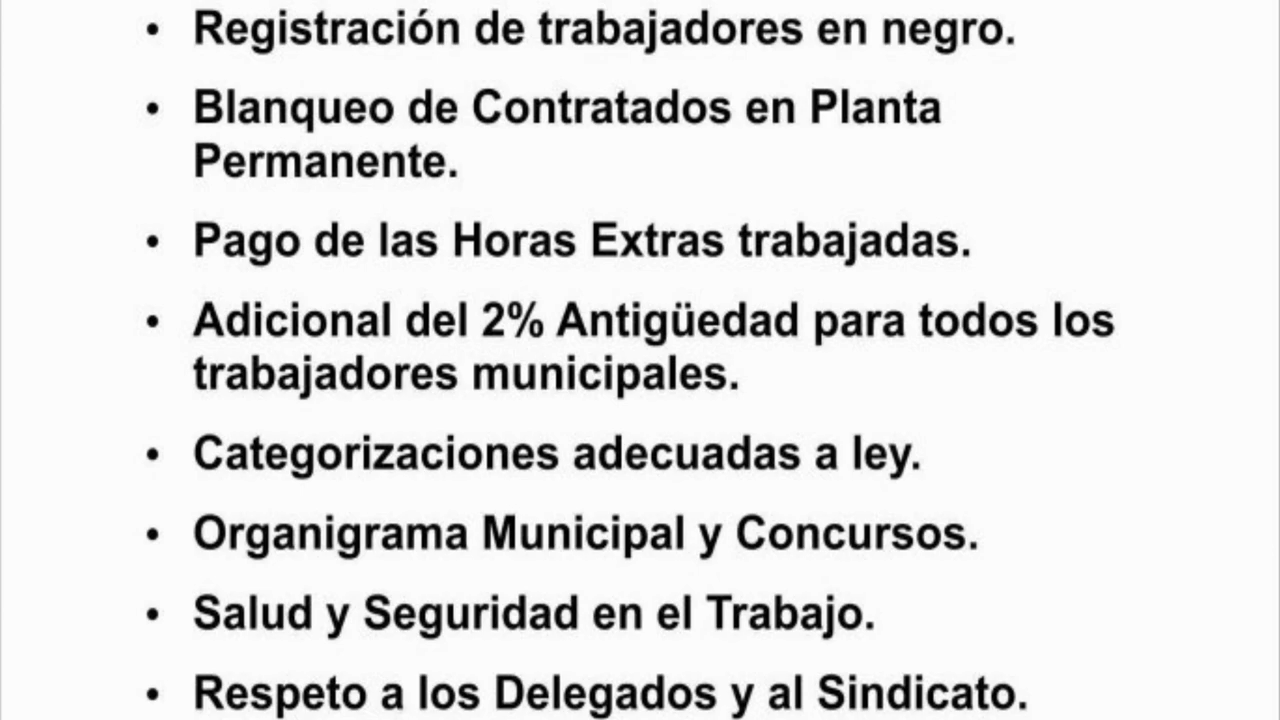 • Registración de trabajadores en negro.
• Blanqueo de Contratados en Planta
Permanente.
• Pago de las Horas Extras trabajadas.
• Adicional del 2% Antigüedad para todos los
trabajadores municipales.
• Categorizaciones adecuadas a ley.
• Organigrama Municipal y Concursos.
• Salud y Seguridad en el Trabajo.
• Respeto a los Delegados y al Sindicato.